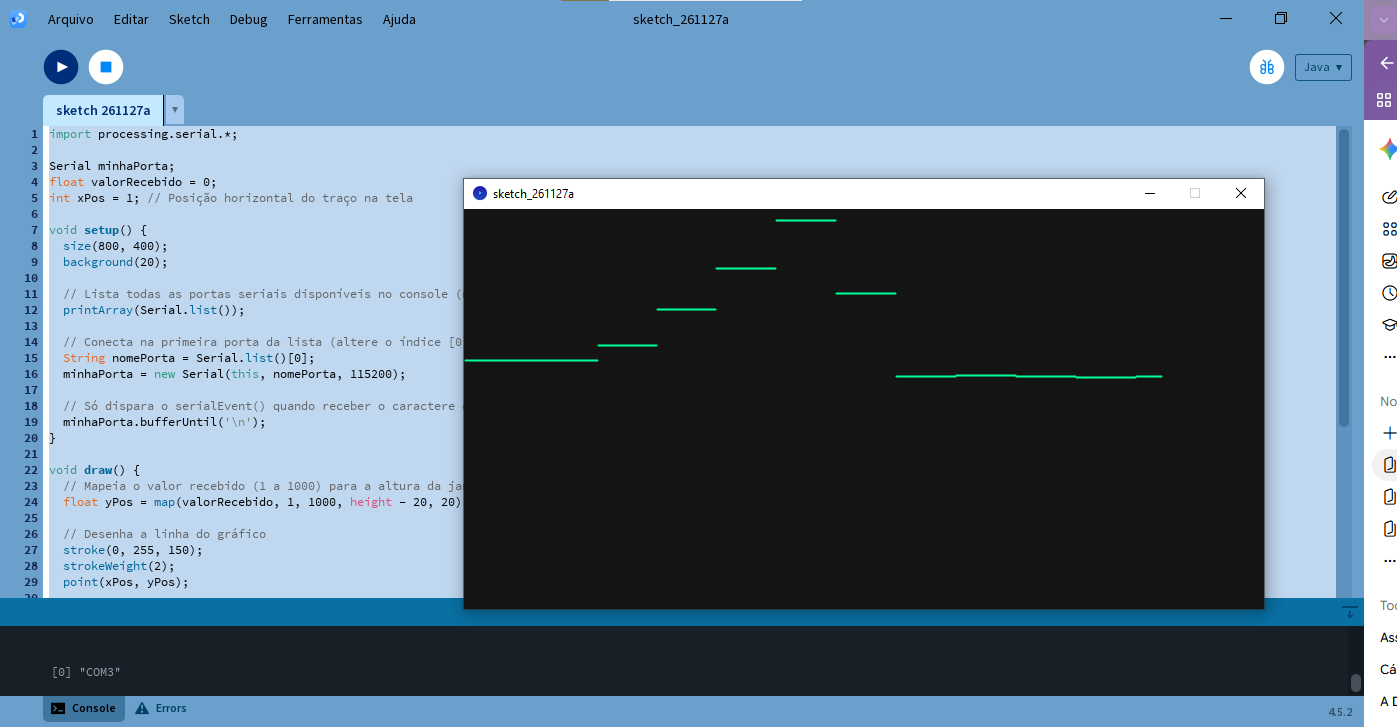 Arquivo Editar Sketch Debug Ferramentas Ajuda
sketch_261127a
Java ▾
sketch 261127a ▾
1 import processing.serial.*;
2
3 Serial minhaPorta;
4 float valorRecebido = 0;
5 int xPos = 1; // Posição horizontal do traço na tela
6
7 void setup() {
8 size(800, 400);
9 background(20);
10
11 // Lista todas as portas seriais disponíveis no console (
12 printArray(Serial.list());
13
14 // Conecta na primeira porta da lista (altere o índice [0
15 String nomePorta = Serial.list()[0];
16 minhaPorta = new Serial(this, nomePorta, 115200);
17
18 // Só dispara o serialEvent() quando receber o caractere
19 minhaPorta.bufferUntil('\n');
20 }
21
22 void draw() {
23 // Mapeia o valor recebido (1 a 1000) para a altura da
24 float yPos = map(valorRecebido, 1, 1000, height - 20, 20)
25
26 // Desenha a linha do gráfico
27 stroke(0, 255, 150);
28 strokeWeight(2);
29 point(xPos, yPos);
30
sketch_261127a
[0] "COM3"
Console Errors
4.5.2
No
Ass
Cá
A D